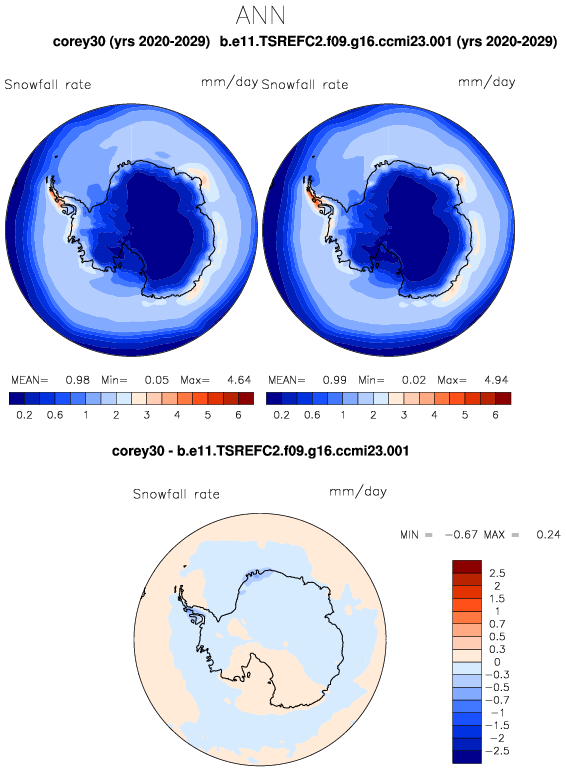 ANN
corey30 (yrs 2020-2029) b.e11.TSREFC2.f09.g16.ccmi23.001 (yrs 2020-2029)
Snowfall rate mm/day Snowfall rate mm/day
MEAN= 0.98 Min= 0.05 Max= 4.64 MEAN= 0.99 Min= 0.02 Max= 4.94
0.2 0.6 1 2 3 4 5 6 0.2 0.6 1 2 3 4 5 6
corey30 - b.e11.TSREFC2.f09.g16.ccmi23.001
Snowfall rate mm/day
MIN = -0.67 MAX = 0.24
2.5
2
1.5
1
0.7
0.5
0.3
0
-0.3
-0.5
-0.7
-1
-1.5
-2
-2.5